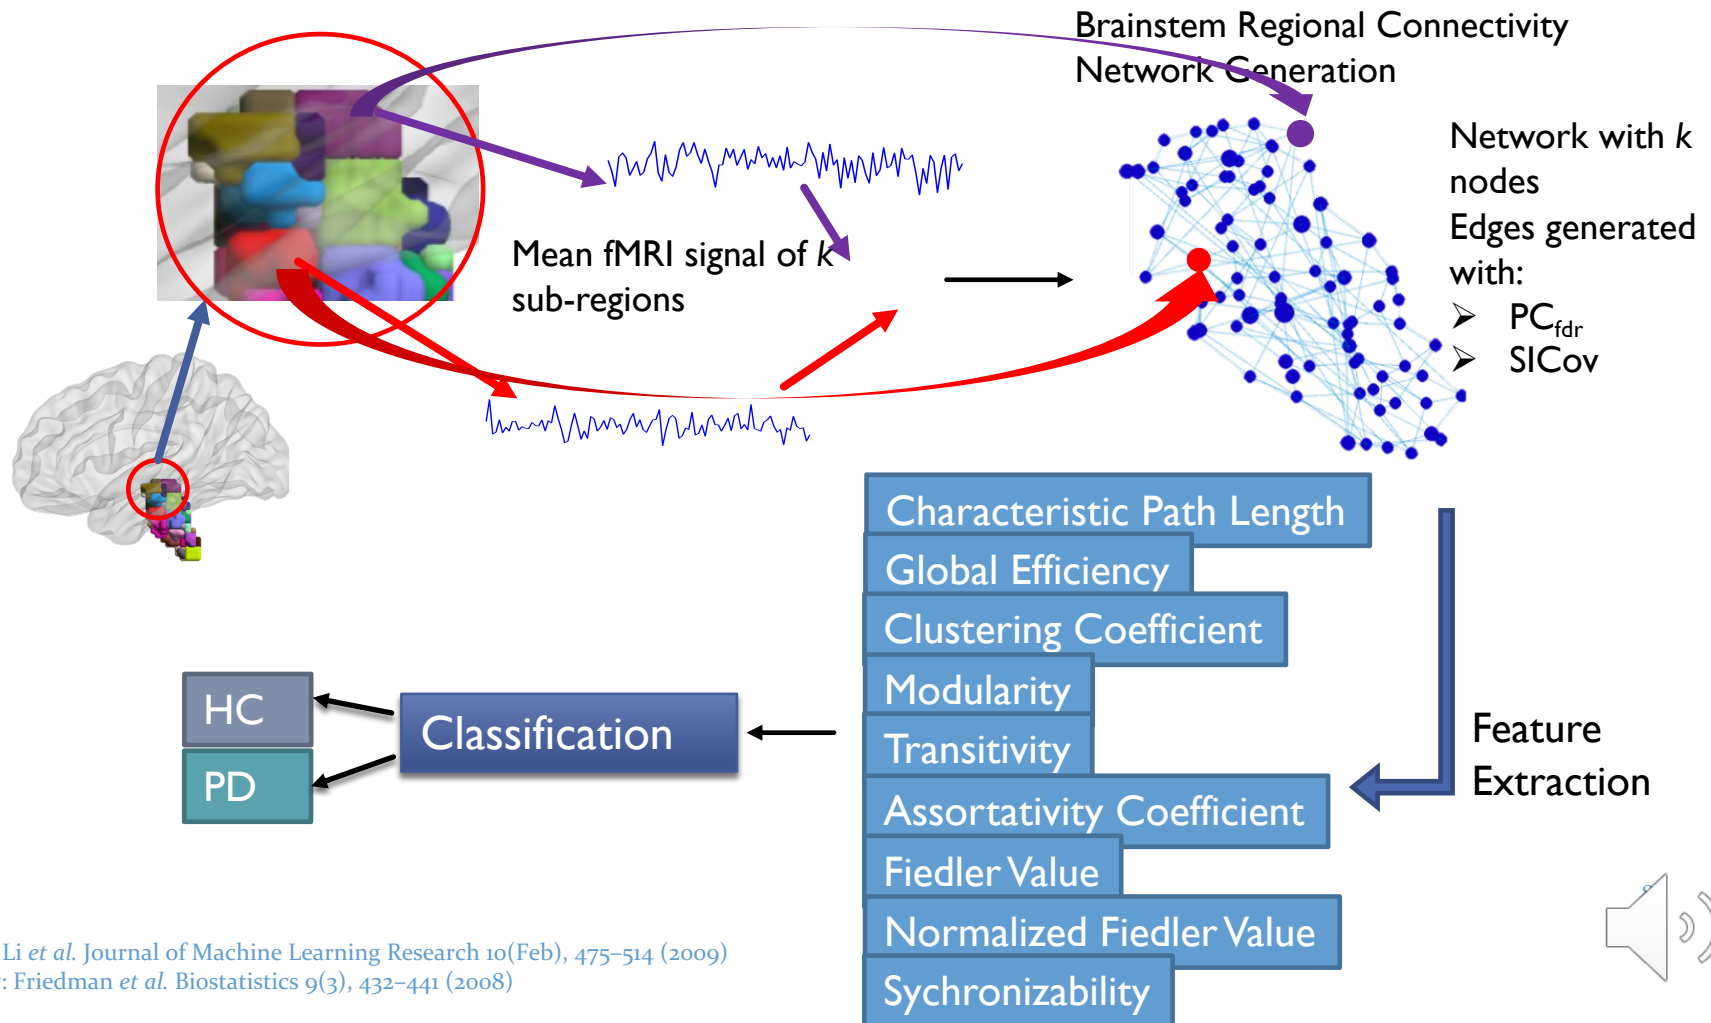 Brainstem Regional Connectivity
Network Generation
Mean fMRI signal of k
sub-regions
Network with k
nodes
Edges generated
with:
➢ PCfdr
➢ SICov
Characteristic Path Length
Global Efficiency
Clustering Coefficient
Modularity
Transitivity
Assortativity Coefficient
Fiedler Value
Normalized Fiedler Value
Sychronizability
Feature
Extraction
Classification
HC
PD
Li et al. Journal of Machine Learning Research 10(Feb), 475–514 (2009)
: Friedman et al. Biostatistics 9(3), 432–441 (2008)